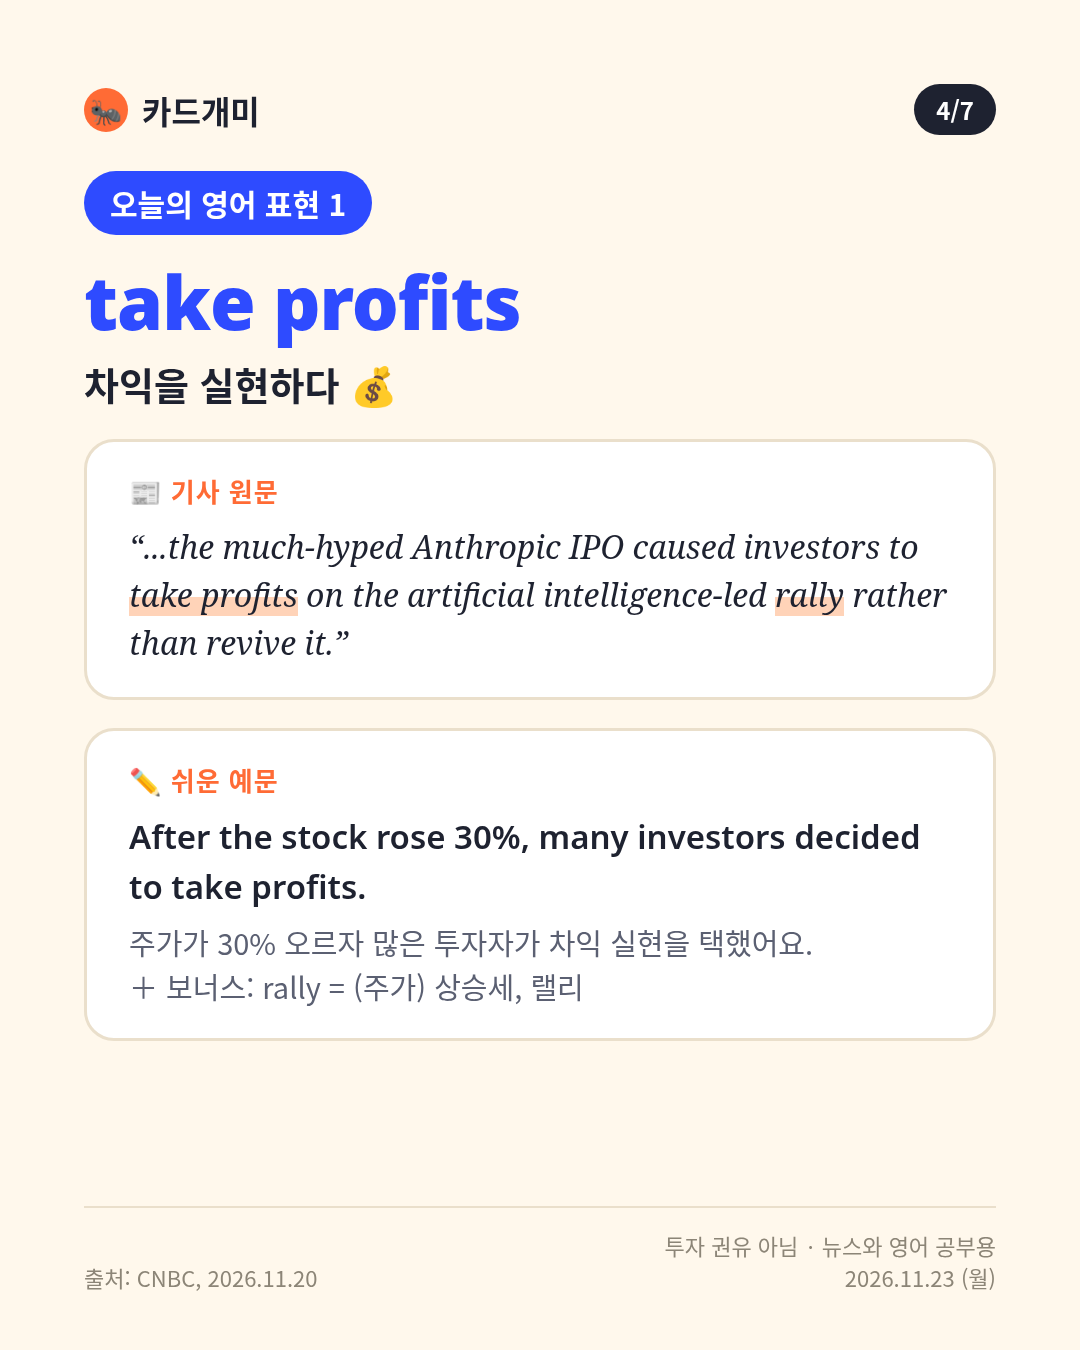 카드개미
4/7
오늘의 영어 표현 1
take profits
차익을 실현하다 💰
📰 기사 원문
“...the much-hyped Anthropic IPO caused investors to
take profits on the artificial intelligence-led rally rather
than revive it.”
✏️ 쉬운 예문
After the stock rose 30%, many investors decided
to take profits.
주가가 30% 오르자 많은 투자자가 차익 실현을 택했어요.
＋ 보너스: rally = (주가) 상승세, 랠리
투자 권유 아님 · 뉴스와 영어 공부용
출처: CNBC, 2026.11.20
2026.11.23 (월)